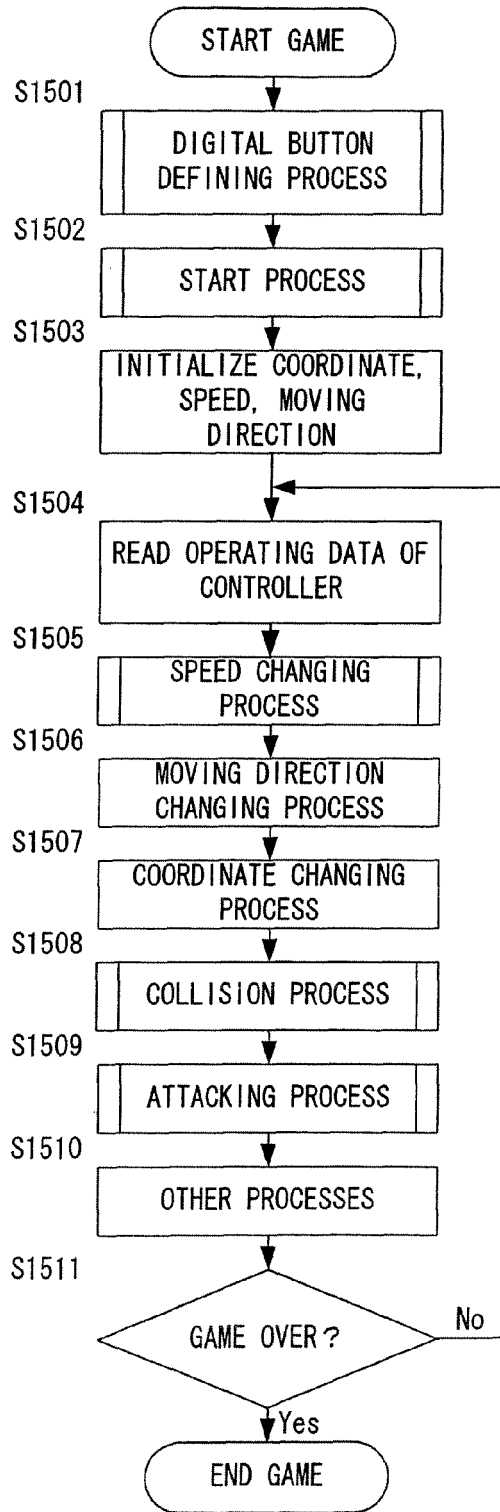 START GAME
S1501
DIGITAL BUTTON
DEFINING PROCESS
S1502
START PROCESS
S1503
INITIALIZE COORDINATE,
SPEED, MOVING
DIRECTION
S1504
READ OPERATING DATA OF
CONTROLLER
S1505
SPEED CHANGING
PROCESS
S1506
MOVING DIRECTION
CHANGING PROCESS
S1507
COORDINATE CHANGING
PROCESS
S1508
COLLISION PROCESS
S1509
ATTACKING PROCESS
S1510
OTHER PROCESSES
S1511
GAME OVER?
No
Yes
END GAME